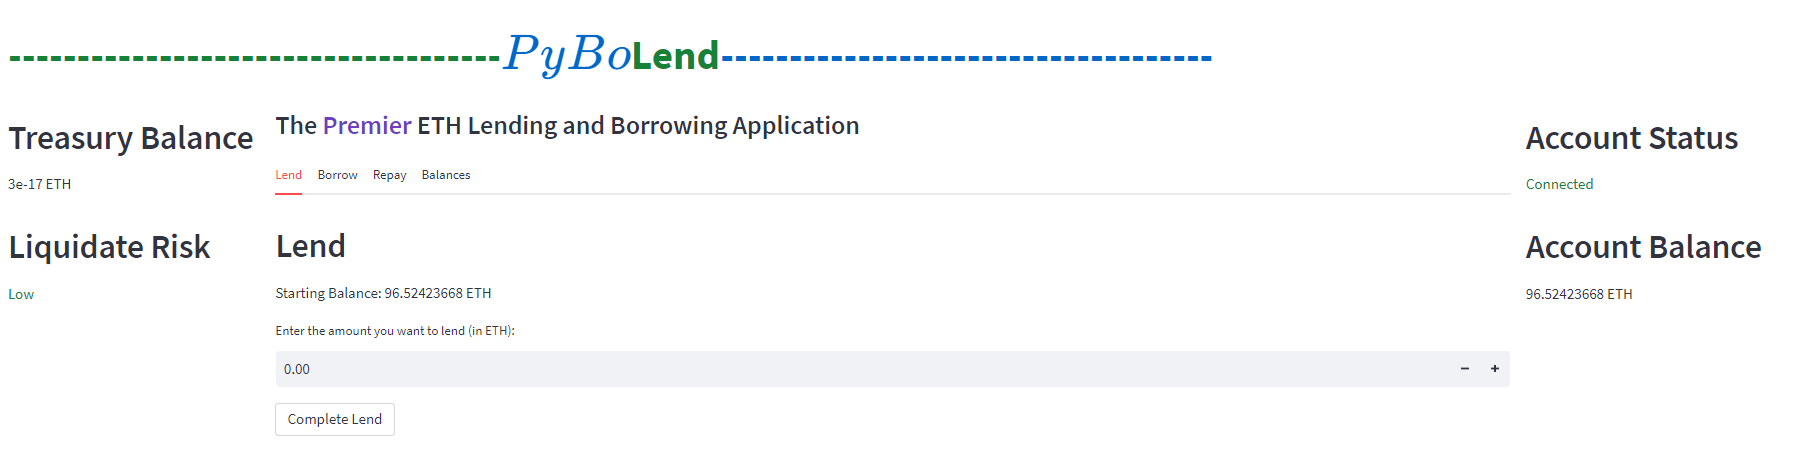 ------------------------------------PyBoLend------------------------------------
Treasury Balance
3e-17 ETH
Liquidate Risk
Low
The Premier ETH Lending and Borrowing Application
Lend Borrow Repay Balances
Lend
Starting Balance: 96.52423668 ETH
Enter the amount you want to lend (in ETH):
0.00 − +
Complete Lend
Account Status
Connected
Account Balance
96.52423668 ETH